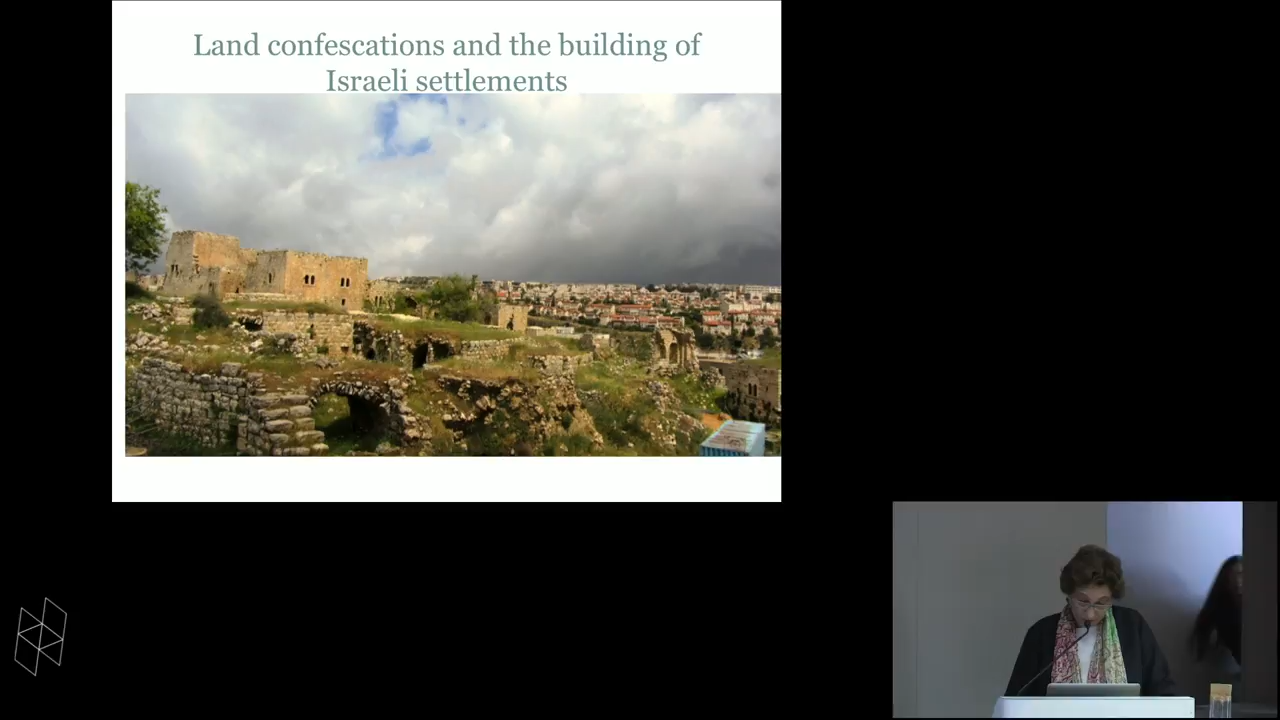 Land confescations and the building of
Israeli settlements